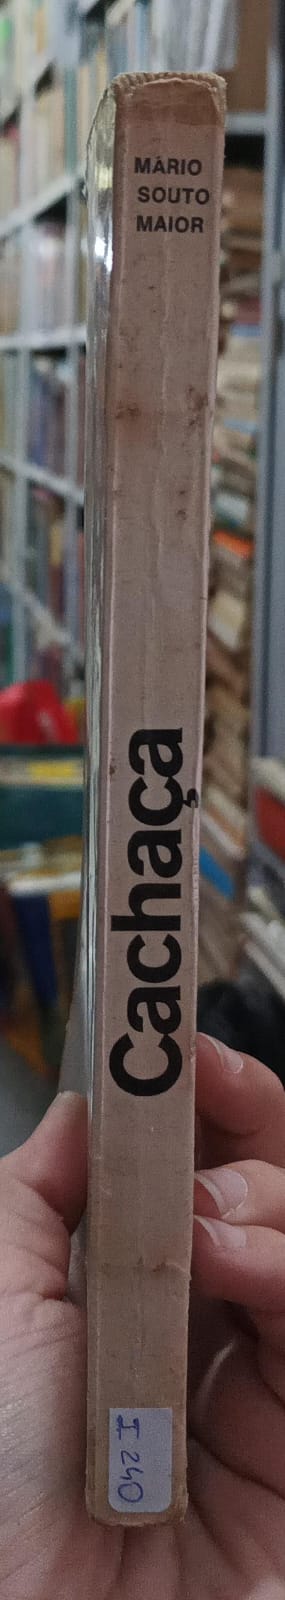 MÁRIO
SOUTO
MAIOR
Cachaça
I 240